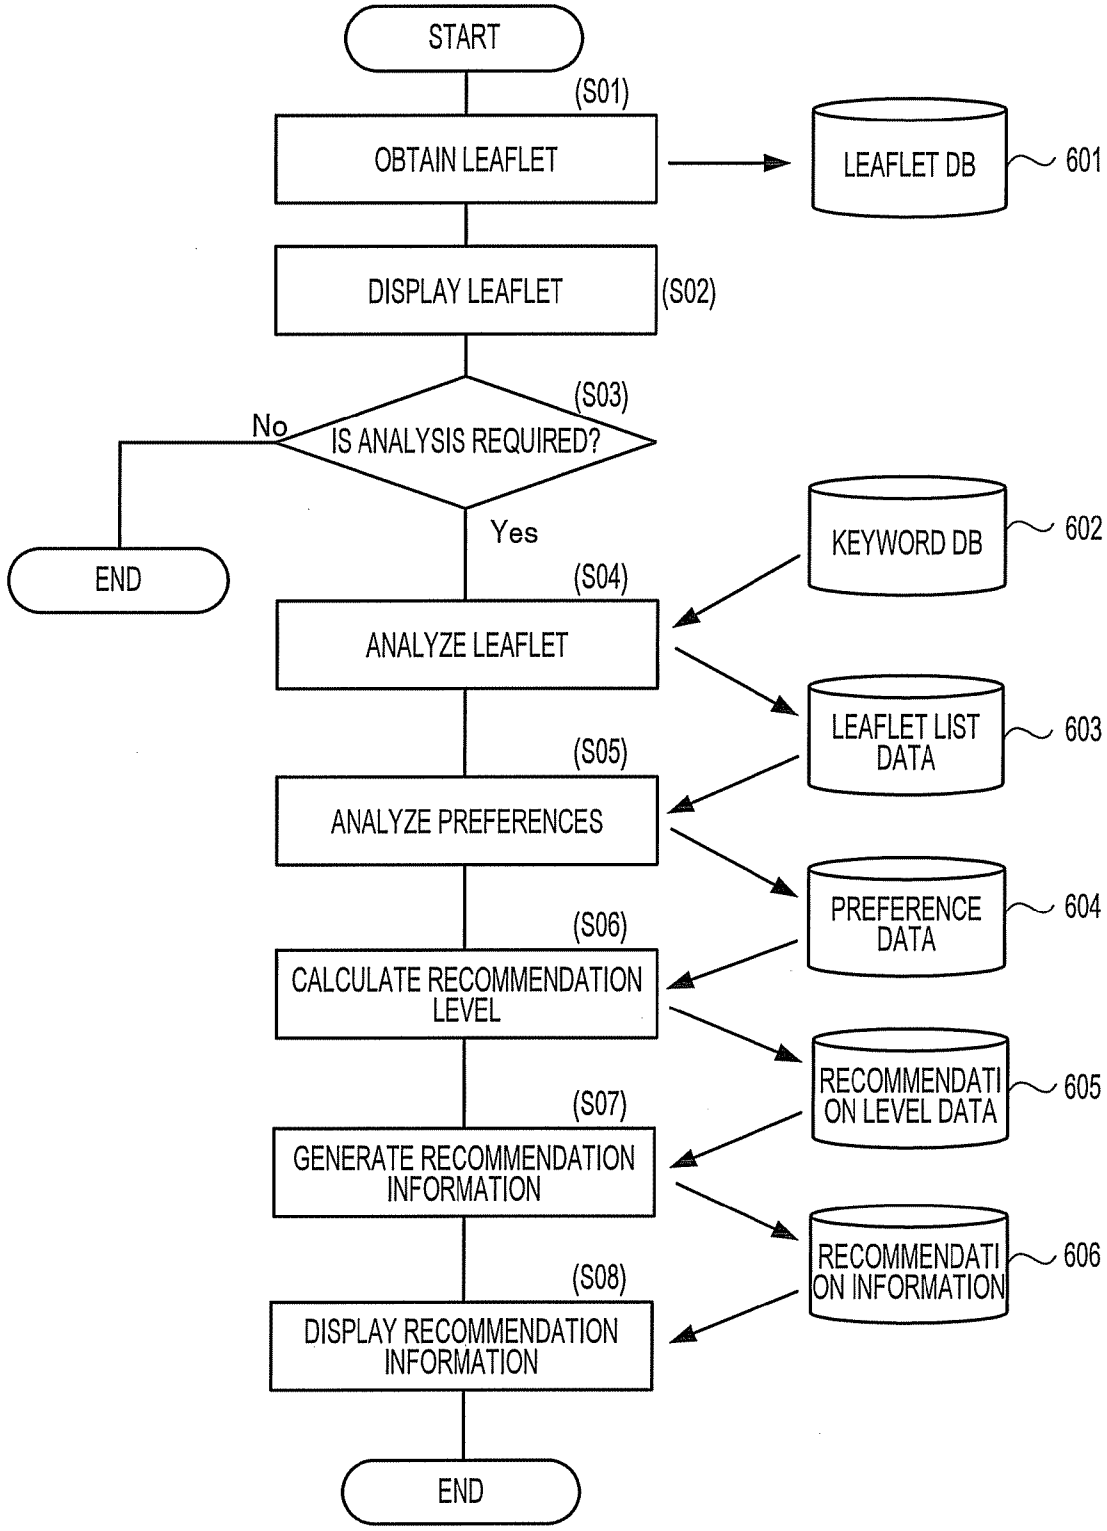 START
(S01)
OBTAIN LEAFLET
LEAFLET DB
601
DISPLAY LEAFLET
(S02)
(S03)
No
IS ANALYSIS REQUIRED?
Yes
END
KEYWORD DB
602
(S04)
ANALYZE LEAFLET
LEAFLET LIST
DATA
603
(S05)
ANALYZE PREFERENCES
PREFERENCE
DATA
604
(S06)
CALCULATE RECOMMENDATION
LEVEL
RECOMMENDATI
ON LEVEL DATA
605
(S07)
GENERATE RECOMMENDATION
INFORMATION
RECOMMENDATI
ON INFORMATION
606
(S08)
DISPLAY RECOMMENDATION
INFORMATION
END